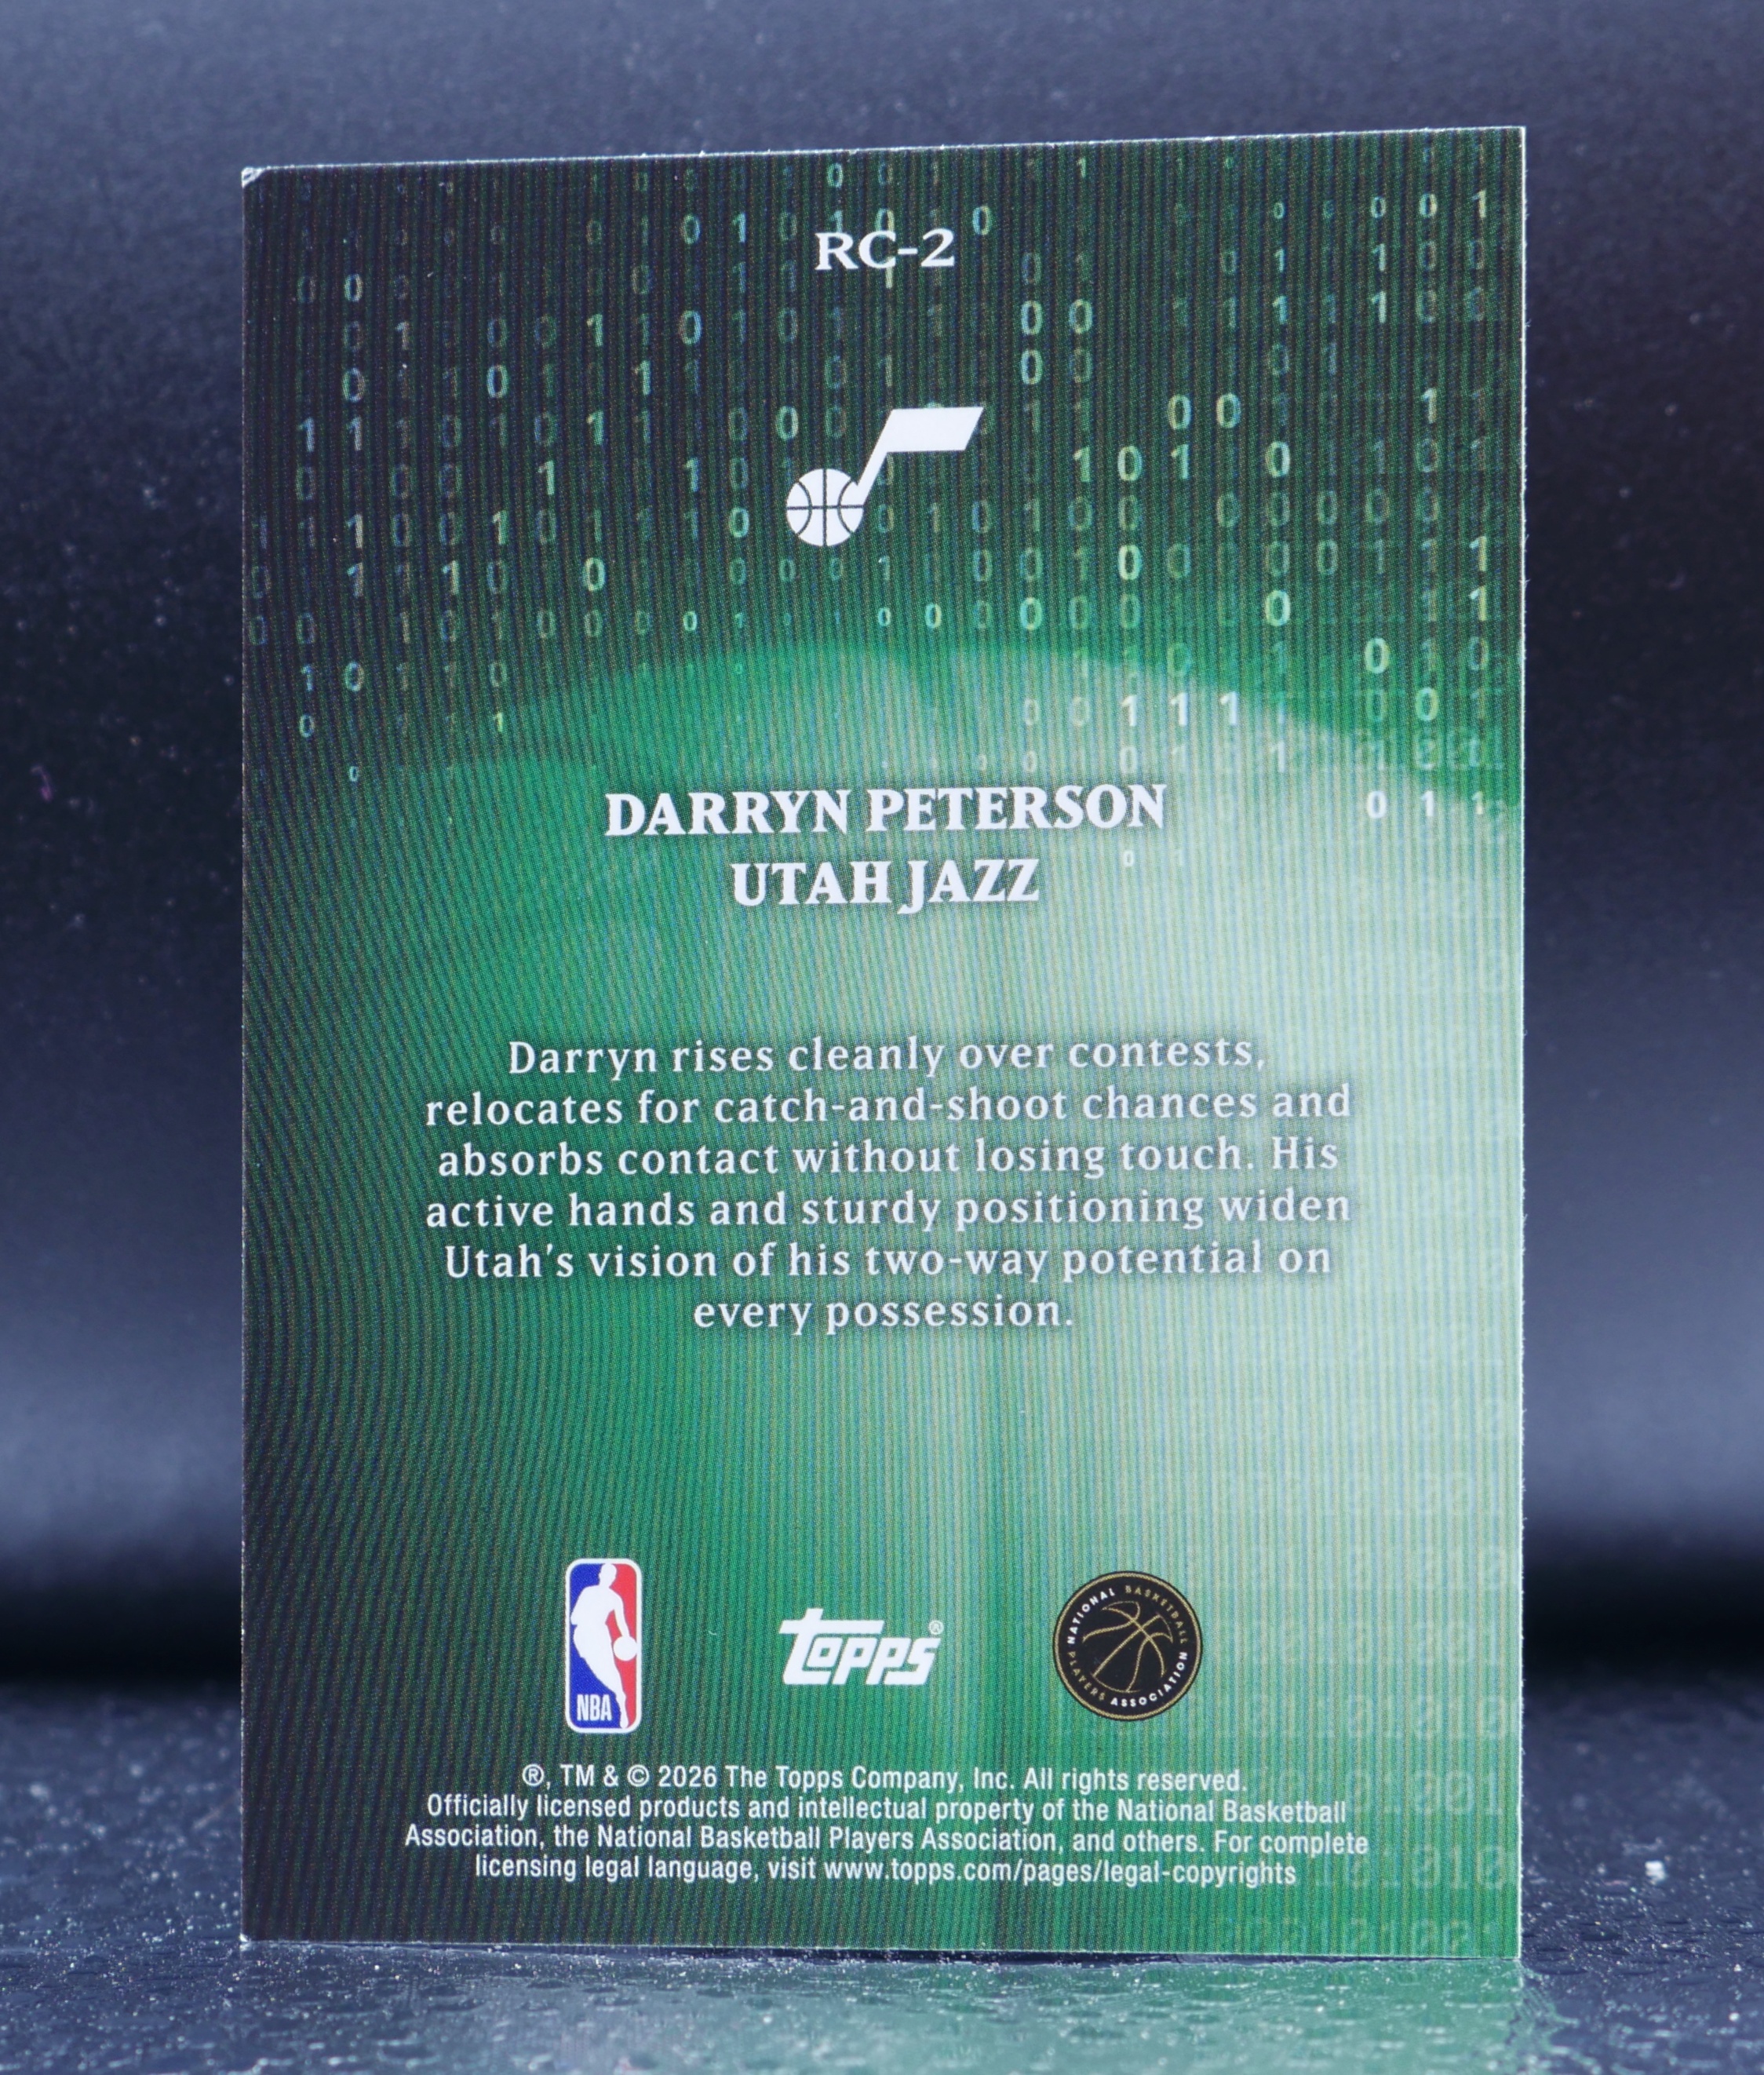 RC-2
DARRYN PETERSON
UTAH JAZZ
Darryn rises cleanly over contests,
relocates for catch-and-shoot chances and
absorbs contact without losing touch. His
active hands and sturdy positioning widen
Utah's vision of his two-way potential on
every possession.
NBA
Topps®
NATIONAL BASKETBALL PLAYERS ASSOCIATION
®, TM & © 2026 The Topps Company, Inc. All rights reserved.
Officially licensed products and intellectual property of the National Basketball
Association, the National Basketball Players Association, and others. For complete
licensing legal language, visit www.topps.com/pages/legal-copyrights